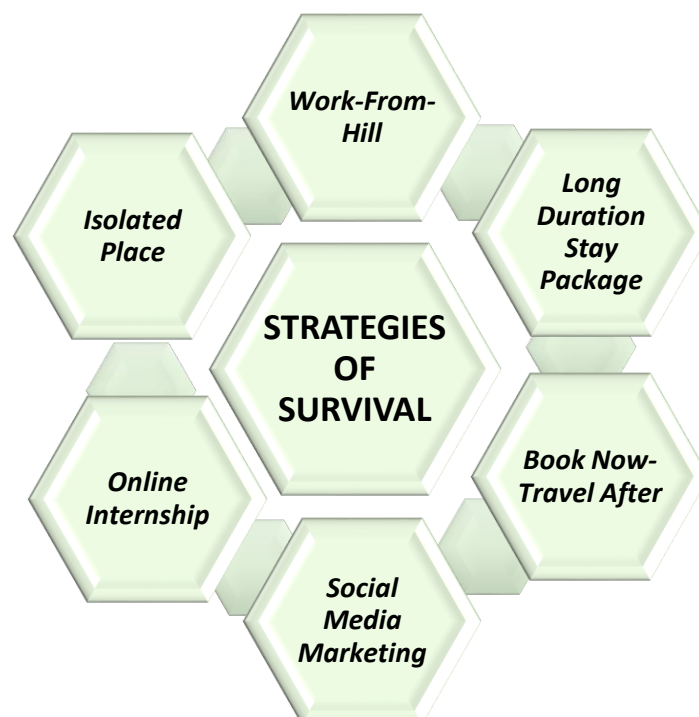 Work-From-
Hill
Long
Duration
Stay
Package
Isolated
Place
STRATEGIES
OF
SURVIVAL
Book Now-
Travel After
Online
Internship
Social
Media
Marketing